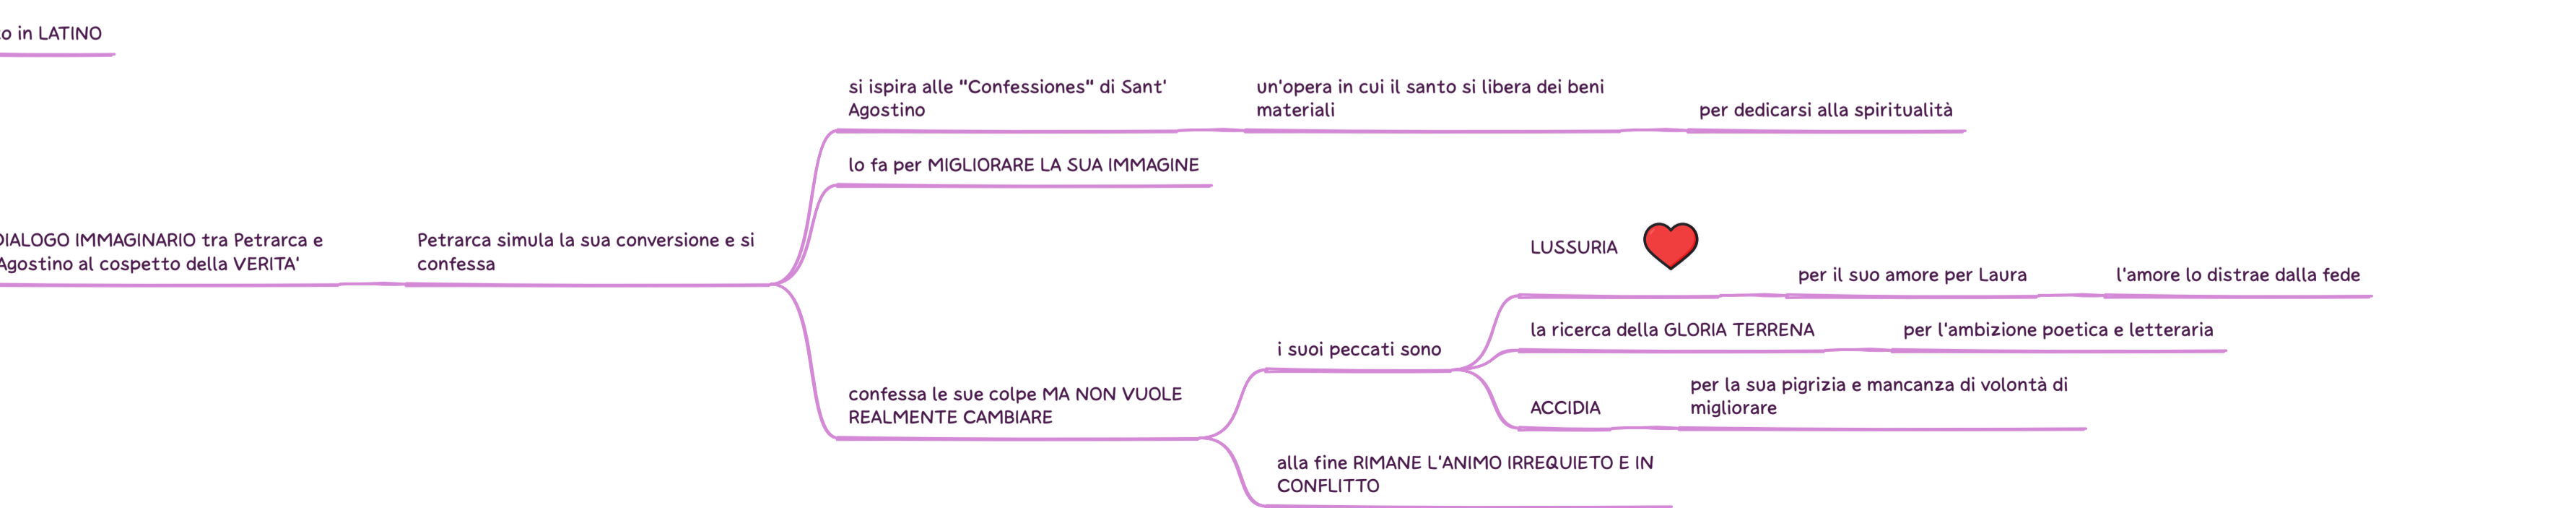 o in LATINO
si ispira alle "Confessiones" di Sant'
Agostino
un'opera in cui il santo si libera dei beni
materiali
per dedicarsi alla spiritualità
lo fa per MIGLIORARE LA SUA IMMAGINE
DIALOGO IMMAGINARIO tra Petrarca e
Agostino al cospetto della VERITA'
Petrarca simula la sua conversione e si
confessa
LUSSURIA
per il suo amore per Laura
l'amore lo distrae dalla fede
la ricerca della GLORIA TERRENA
per l'ambizione poetica e letteraria
i suoi peccati sono
ACCIDIA
per la sua pigrizia e mancanza di volontà di
migliorare
confessa le sue colpe MA NON VUOLE
REALMENTE CAMBIARE
alla fine RIMANE L'ANIMO IRREQUIETO E IN
CONFLITTO